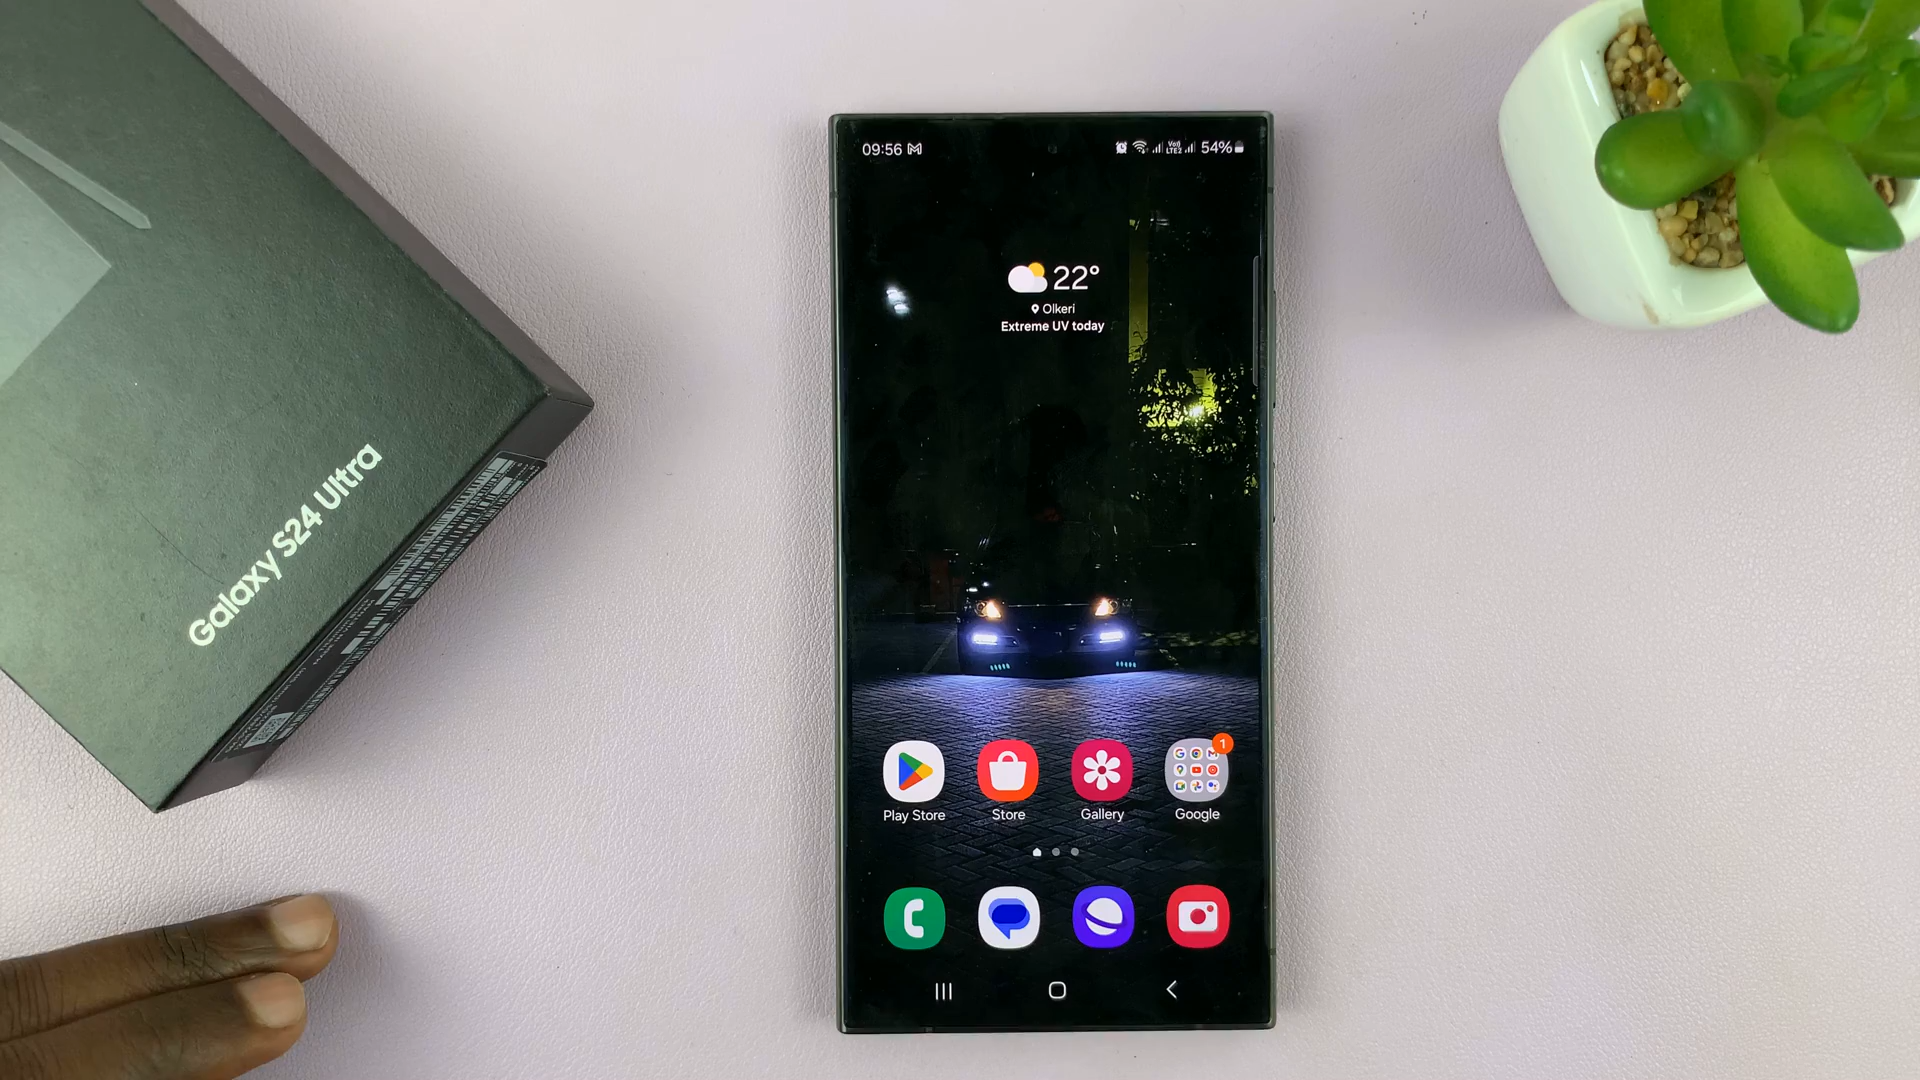 Galaxy S24 Ultra
09:56
54%
22°
Olkeri
Extreme UV today
1
Play Store
Store
Gallery
Google